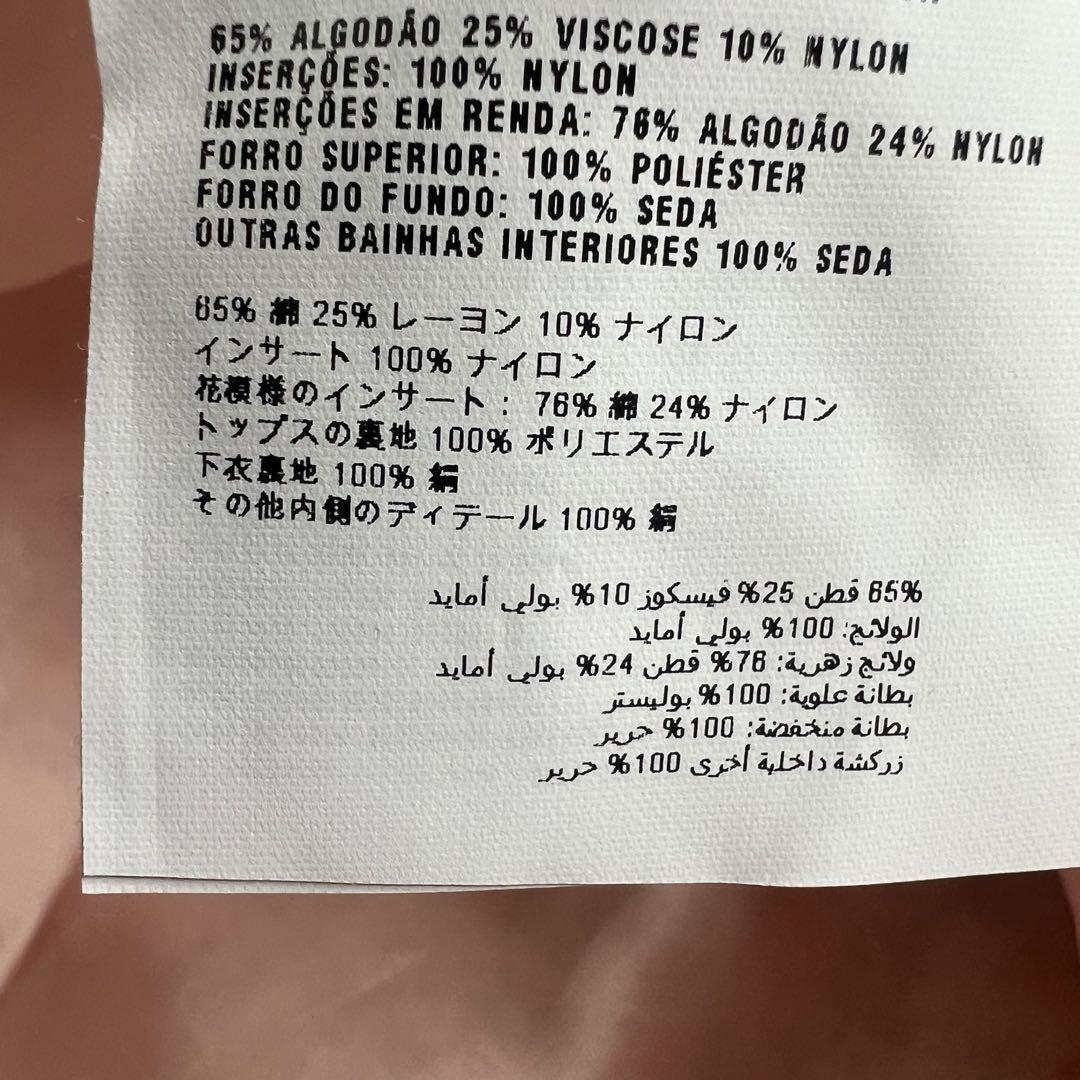 65% ALGODÃO 25% VISCOSE 10% NYLON
INSERÇÕES: 100% NYLON
INSERÇÕES EM RENDA: 76% ALGODÃO 24% NYLON
FORRO SUPERIOR: 100% POLIÉSTER
FORRO DO FUNDO: 100% SEDA
OUTRAS BAINHAS INTERIORES 100% SEDA
65% 綿 25% レーヨン 10% ナイロン
インサート 100% ナイロン
花模様のインサート: 76% 綿 24% ナイロン
トップスの裏地 100% ポリエステル
下衣裏地 100% 絹
その他内側のディテール 100% 絹
65% قطن 25% فيسكوز 10% بولي أمايد
الولائج: 100% بولي أمايد
ولائج زهرية: 76% قطن 24% بولي أمايد
بطانة علوية: 100% بوليستر
بطانة منخفضة: 100% حرير
زركشة داخلية أخرى 100% حرير